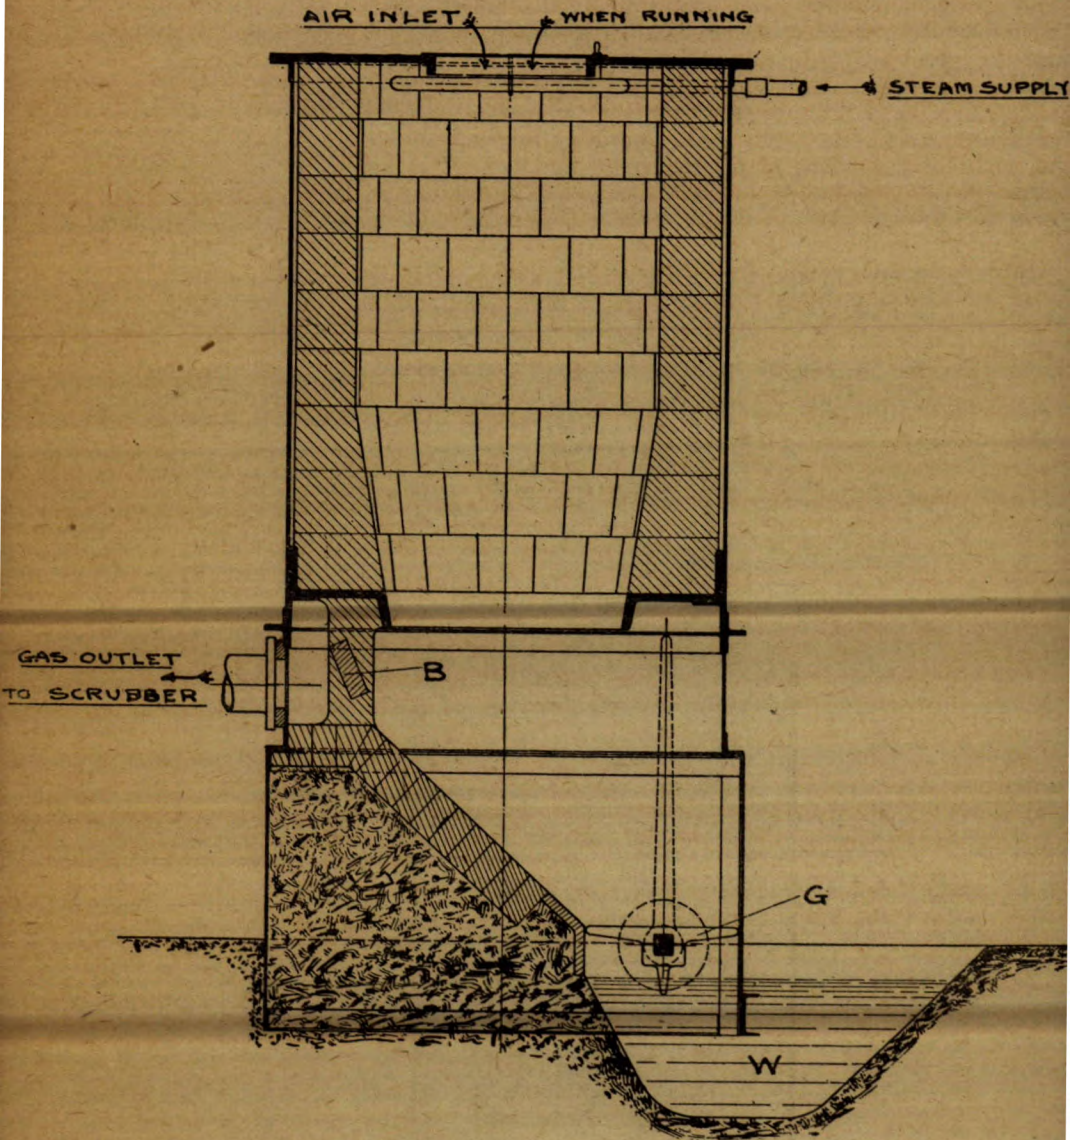 AIR INLET WHEN RUNNING
STEAM SUPPLY
GAS OUTLET
TO SCRUBBER
B
G
W